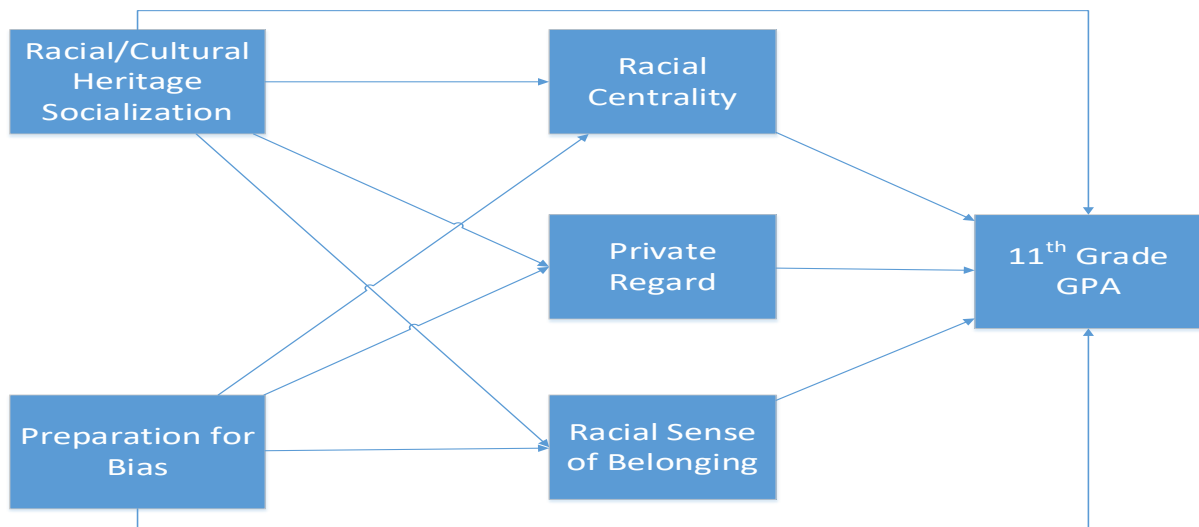 Racial/Cultural
Heritage
Socialization
Racial
Centrality
Private
Regard
11th Grade
GPA
Preparation for
Bias
Racial Sense
of Belonging